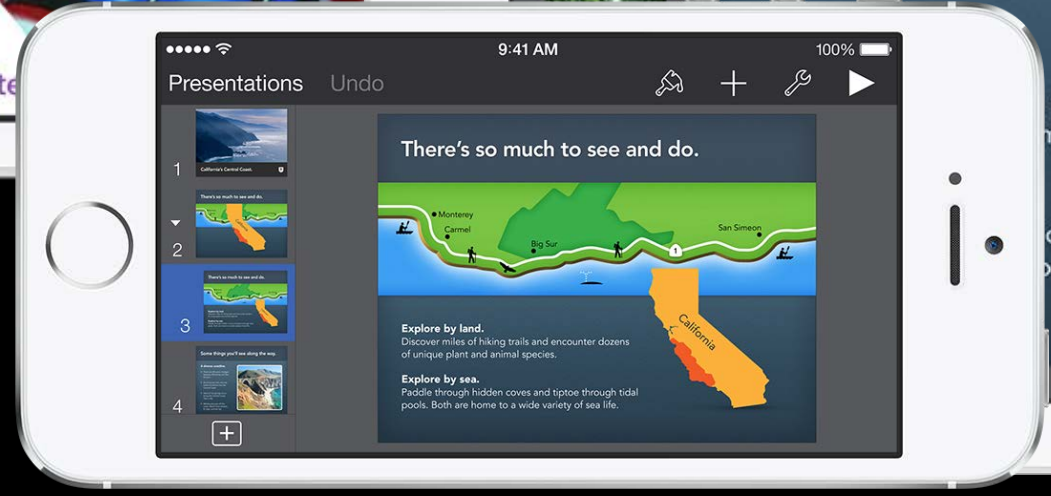 te
9:41 AM
100%
Presentations
Undo
1
California's Central Coast.
There's so much to see and do.
2
There's so much to see and do.
3
Some things you'll see along the way.
4
There's so much to see and do.
Monterey
Carmel
Big Sur
1
San Simeon
California
Explore by land.
Discover miles of hiking trails and encounter dozens
of unique plant and animal species.
Explore by sea.
Paddle through hidden coves and tiptoe through tidal
pools. Both are home to a wide variety of sea life.